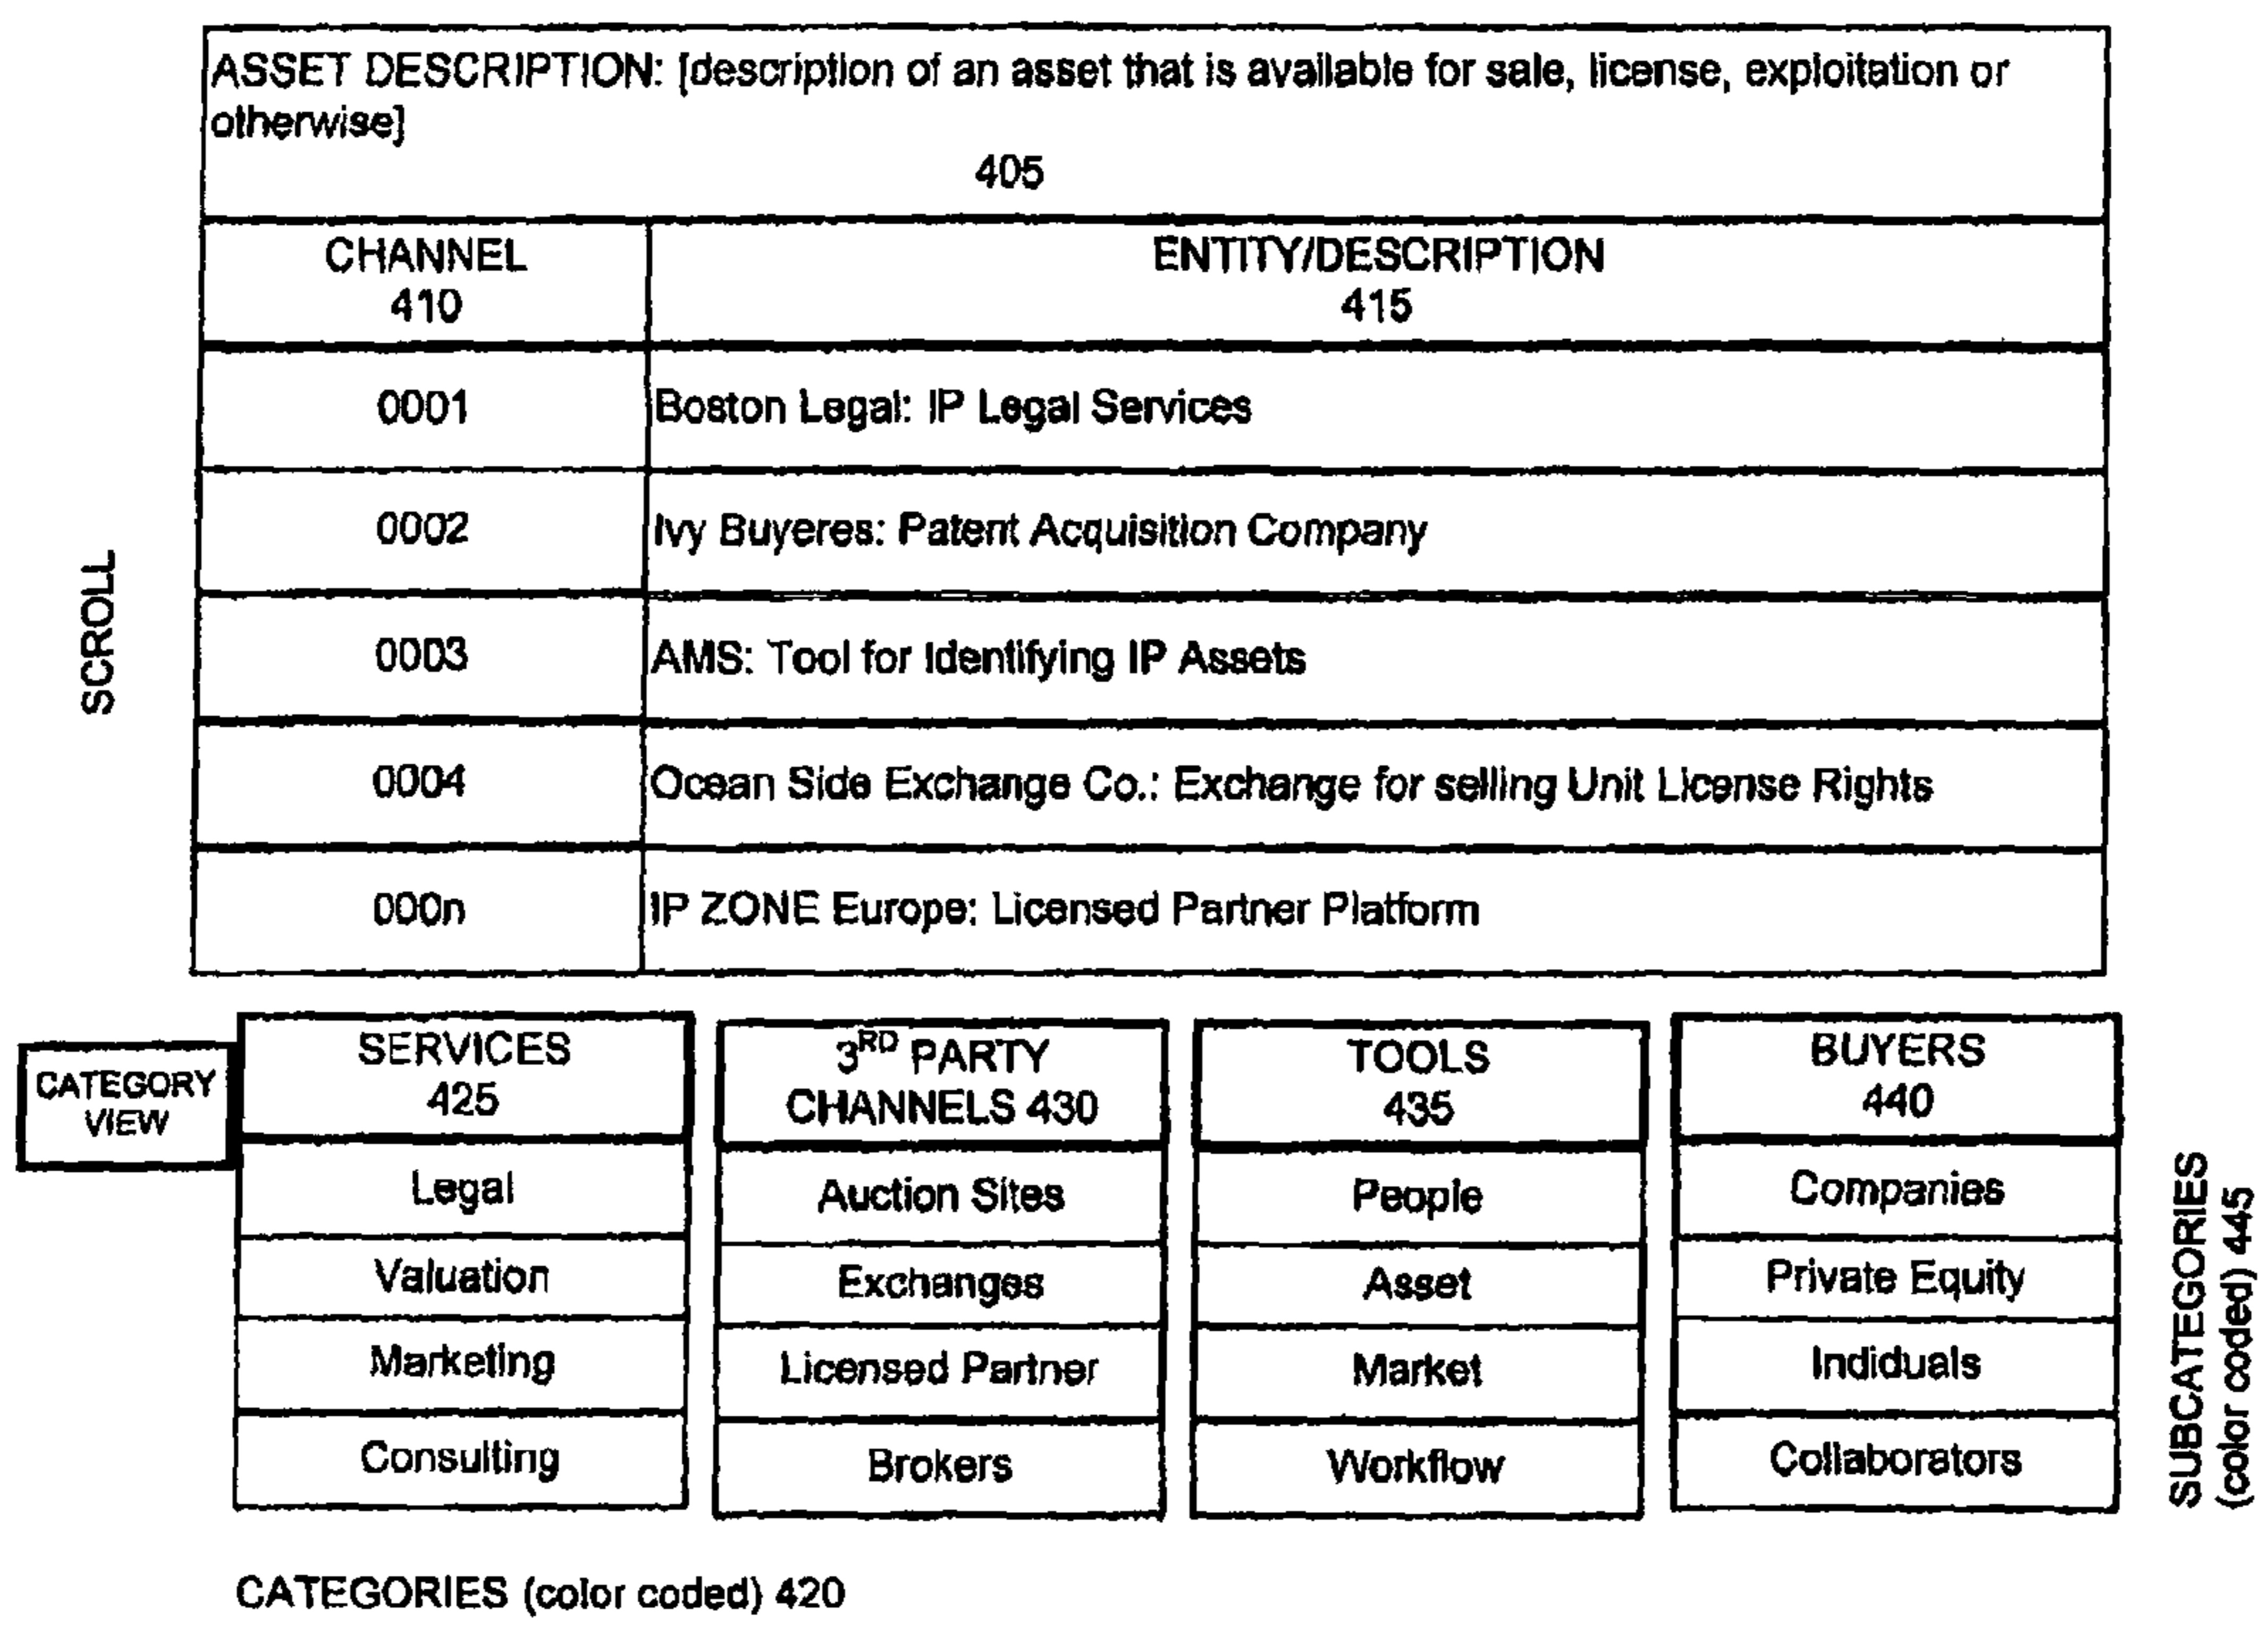 ASSET DESCRIPTION: [description of an asset that is available for sale, license, exploitation or
otherwise]
405
CHANNEL
410
ENTITY/DESCRIPTION
415
0001
Boston Legal: IP Legal Services
0002
Ivy Buyeres: Patent Acquisition Company
0003
AMS: Tool for Identifying IP Assets
0004
Ocean Side Exchange Co.: Exchange for selling Unit License Rights
000n
IP ZONE Europe: Licensed Partner Platform
SCROLL
CATEGORY
VIEW
SERVICES
425
Legal
Valuation
Marketing
Consulting
3RD PARTY
CHANNELS 430
Auction Sites
Exchanges
Licensed Partner
Brokers
TOOLS
435
People
Asset
Market
Workflow
BUYERS
440
Companies
Private Equity
Indiduals
Collaborators
SUBCATEGORIES
(color coded) 445
CATEGORIES (color coded) 420